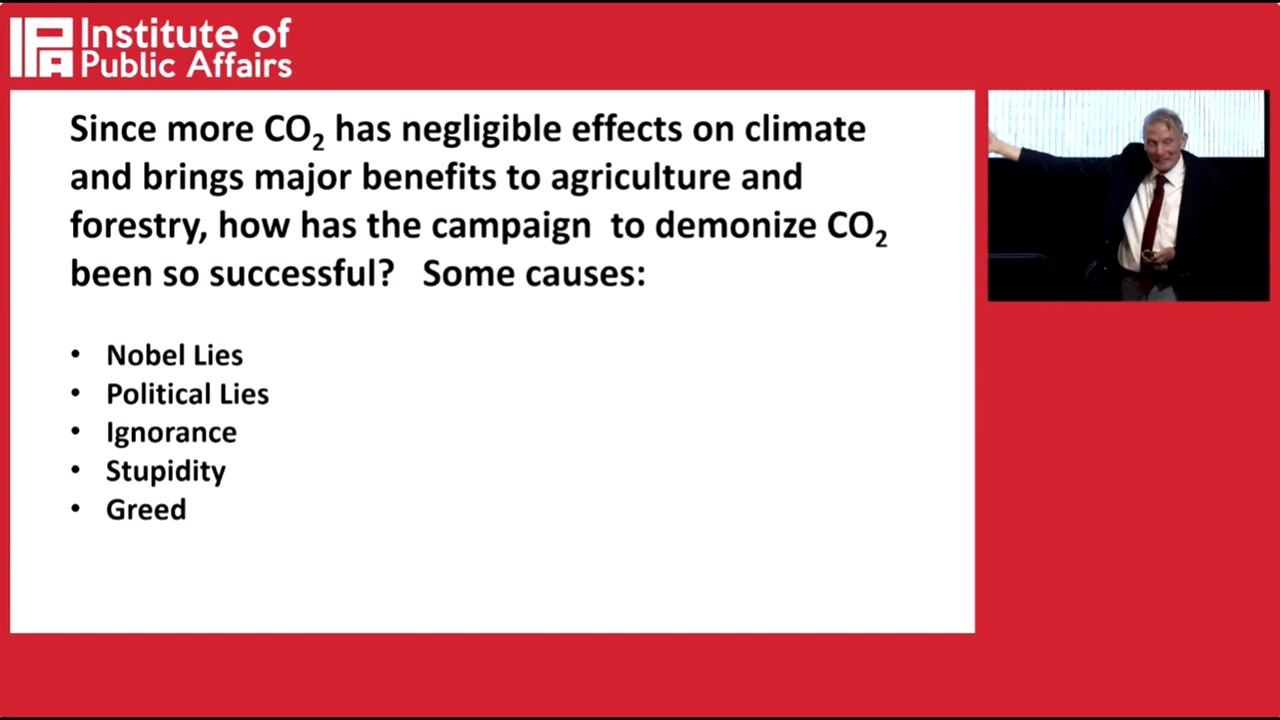 Institute of
Public Affairs
Since more CO₂ has negligible effects on climate
and brings major benefits to agriculture and
forestry, how has the campaign  to demonize CO₂
been so successful?   Some causes:
• Nobel Lies
• Political Lies
• Ignorance
• Stupidity
• Greed